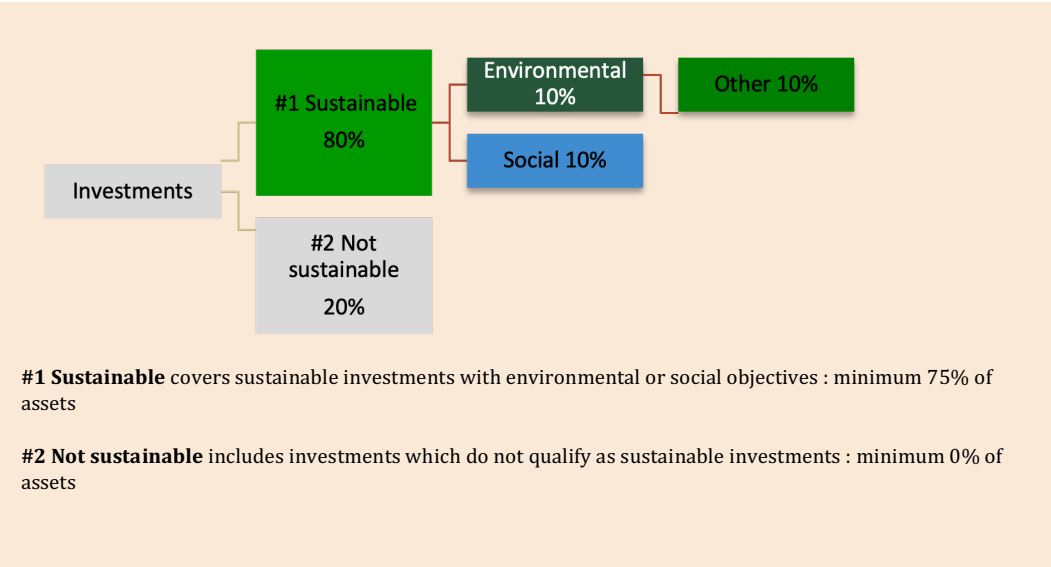 Investments
#1 Sustainable
80%
#2 Not
sustainable
20%
Environmental
10%
Social 10%
Other 10%
#1 Sustainable covers sustainable investments with environmental or social objectives : minimum 75% of
assets
#2 Not sustainable includes investments which do not qualify as sustainable investments : minimum 0% of
assets